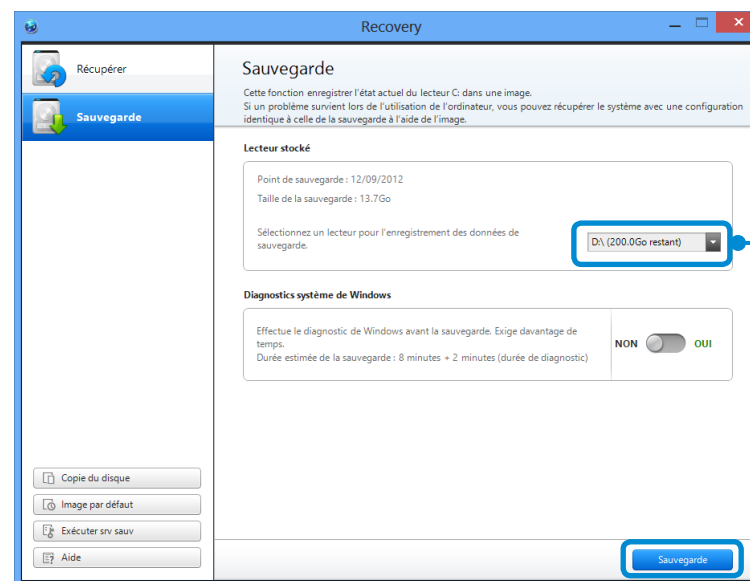 Recovery
Récupérer
Sauvegarde
Sauvegarde
Cette fonction enregistrer l'état actuel du lecteur C: dans une image.
Si un problème survient lors de l'utilisation de l'ordinateur, vous pouvez récupérer le système avec une configuration
identique à celle de la sauvegarde à l'aide de l'image.
Lecteur stocké
Point de sauvegarde : 12/09/2012
Taille de la sauvegarde : 13.7Go
Sélectionnez un lecteur pour l'enregistrement des données de
sauvegarde.
D:\ (200.0Go restant)
Diagnostics système de Windows
Effectue le diagnostic de Windows avant la sauvegarde. Exige davantage de
temps.
Durée estimée de la sauvegarde : 8 minutes + 2 minutes (durée de diagnostic)
NON OUI
Copie du disque
Image par défaut
Exécuter srv sauv
Aide
Sauvegarde